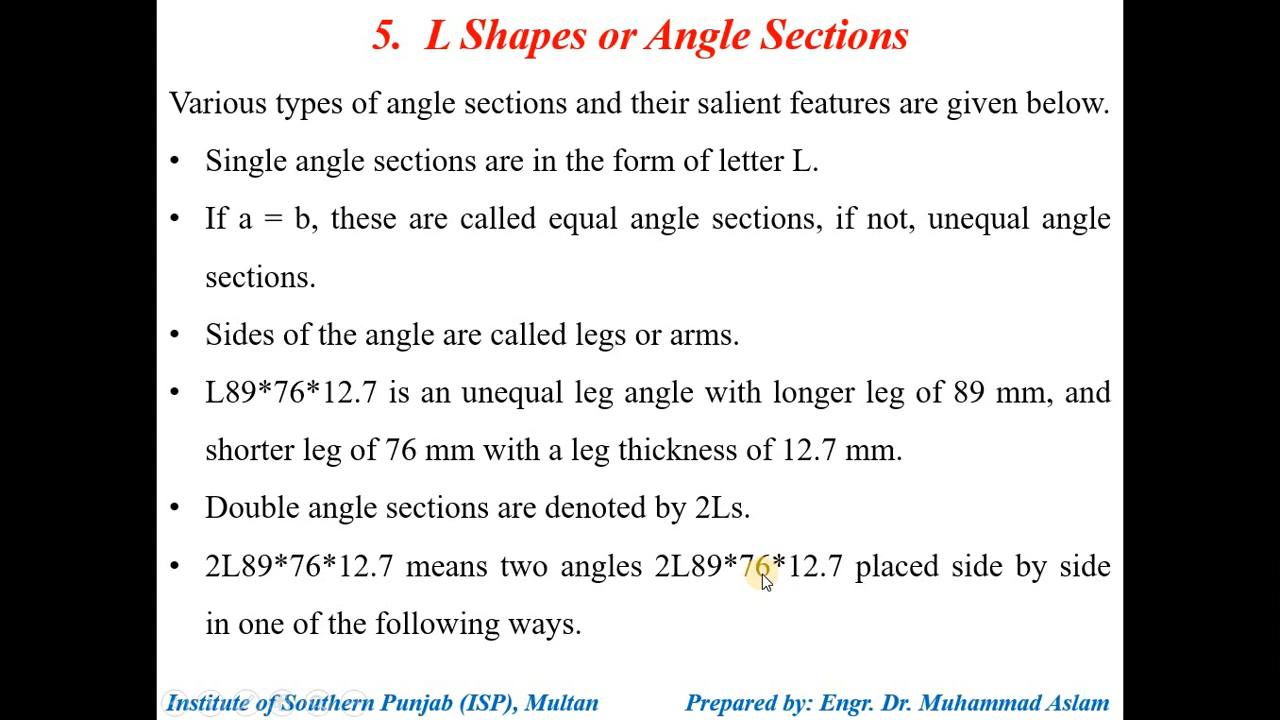 5. L Shapes or Angle Sections
Various types of angle sections and their salient features are given below.
• Single angle sections are in the form of letter L.
• If a = b, these are called equal angle sections, if not, unequal angle
sections.
• Sides of the angle are called legs or arms.
• L89*76*12.7 is an unequal leg angle with longer leg of 89 mm, and
shorter leg of 76 mm with a leg thickness of 12.7 mm.
• Double angle sections are denoted by 2Ls.
• 2L89*76*12.7 means two angles 2L89*76*12.7 placed side by side
in one of the following ways.
Institute of Southern Punjab (ISP), Multan
Prepared by: Engr. Dr. Muhammad Aslam